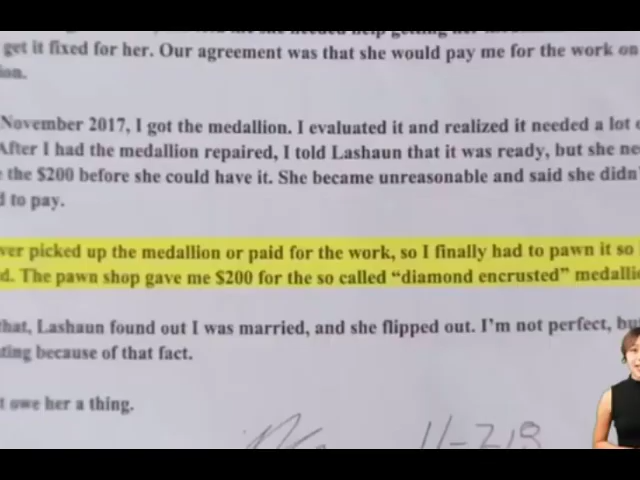 get it fixed for her. Our agreement was that she would pay me for the work on
ion.
November 2017, I got the medallion. I evaluated it and realized it needed a lot
After I had the medallion repaired, I told Lashaun that it was ready, but she ne
the $200 before she could have it. She became unreasonable and said she didn'
d to pay.
ver picked up the medallion or paid for the work, so I finally had to pawn it so
d. The pawn shop gave me $200 for the so called “diamond encrusted” medallio
that, Lashaun found out I was married, and she flipped out. I'm not perfect, bu
ting because of that fact.
t owe her a thing.